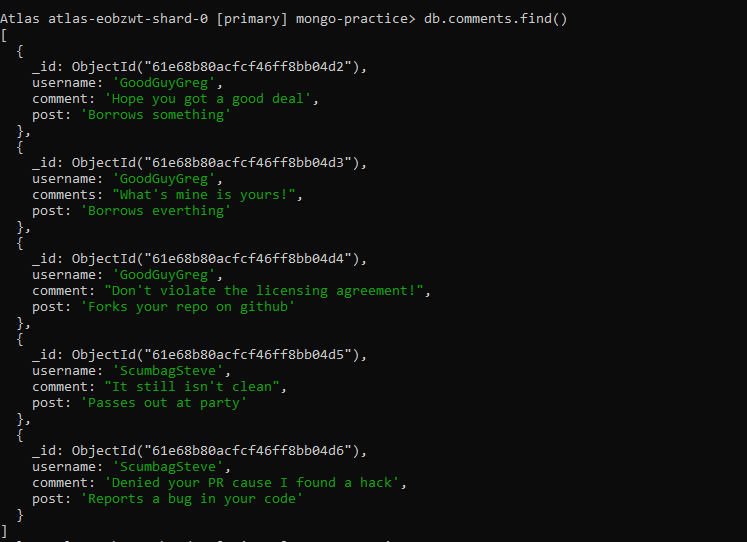 Atlas atlas-eobzwt-shard-0 [primary] mongo-practice> db.comments.find()
[
  {
    _id: ObjectId("61e68b80acfcf46ff8bb04d2"),
    username: 'GoodGuyGreg',
    comment: 'Hope you got a good deal',
    post: 'Borrows something'
  },
  {
    _id: ObjectId("61e68b80acfcf46ff8bb04d3"),
    username: 'GoodGuyGreg',
    comments: "What's mine is yours!",
    post: 'Borrows everthing'
  },
  {
    _id: ObjectId("61e68b80acfcf46ff8bb04d4"),
    username: 'GoodGuyGreg',
    comment: "Don't violate the licensing agreement!",
    post: 'Forks your repo on github'
  },
  {
    _id: ObjectId("61e68b80acfcf46ff8bb04d5"),
    username: 'ScumbagSteve',
    comment: "It still isn't clean",
    post: 'Passes out at party'
  },
  {
    _id: ObjectId("61e68b80acfcf46ff8bb04d6"),
    username: 'ScumbagSteve',
    comment: 'Denied your PR cause I found a hack',
    post: 'Reports a bug in your code'
  }
]